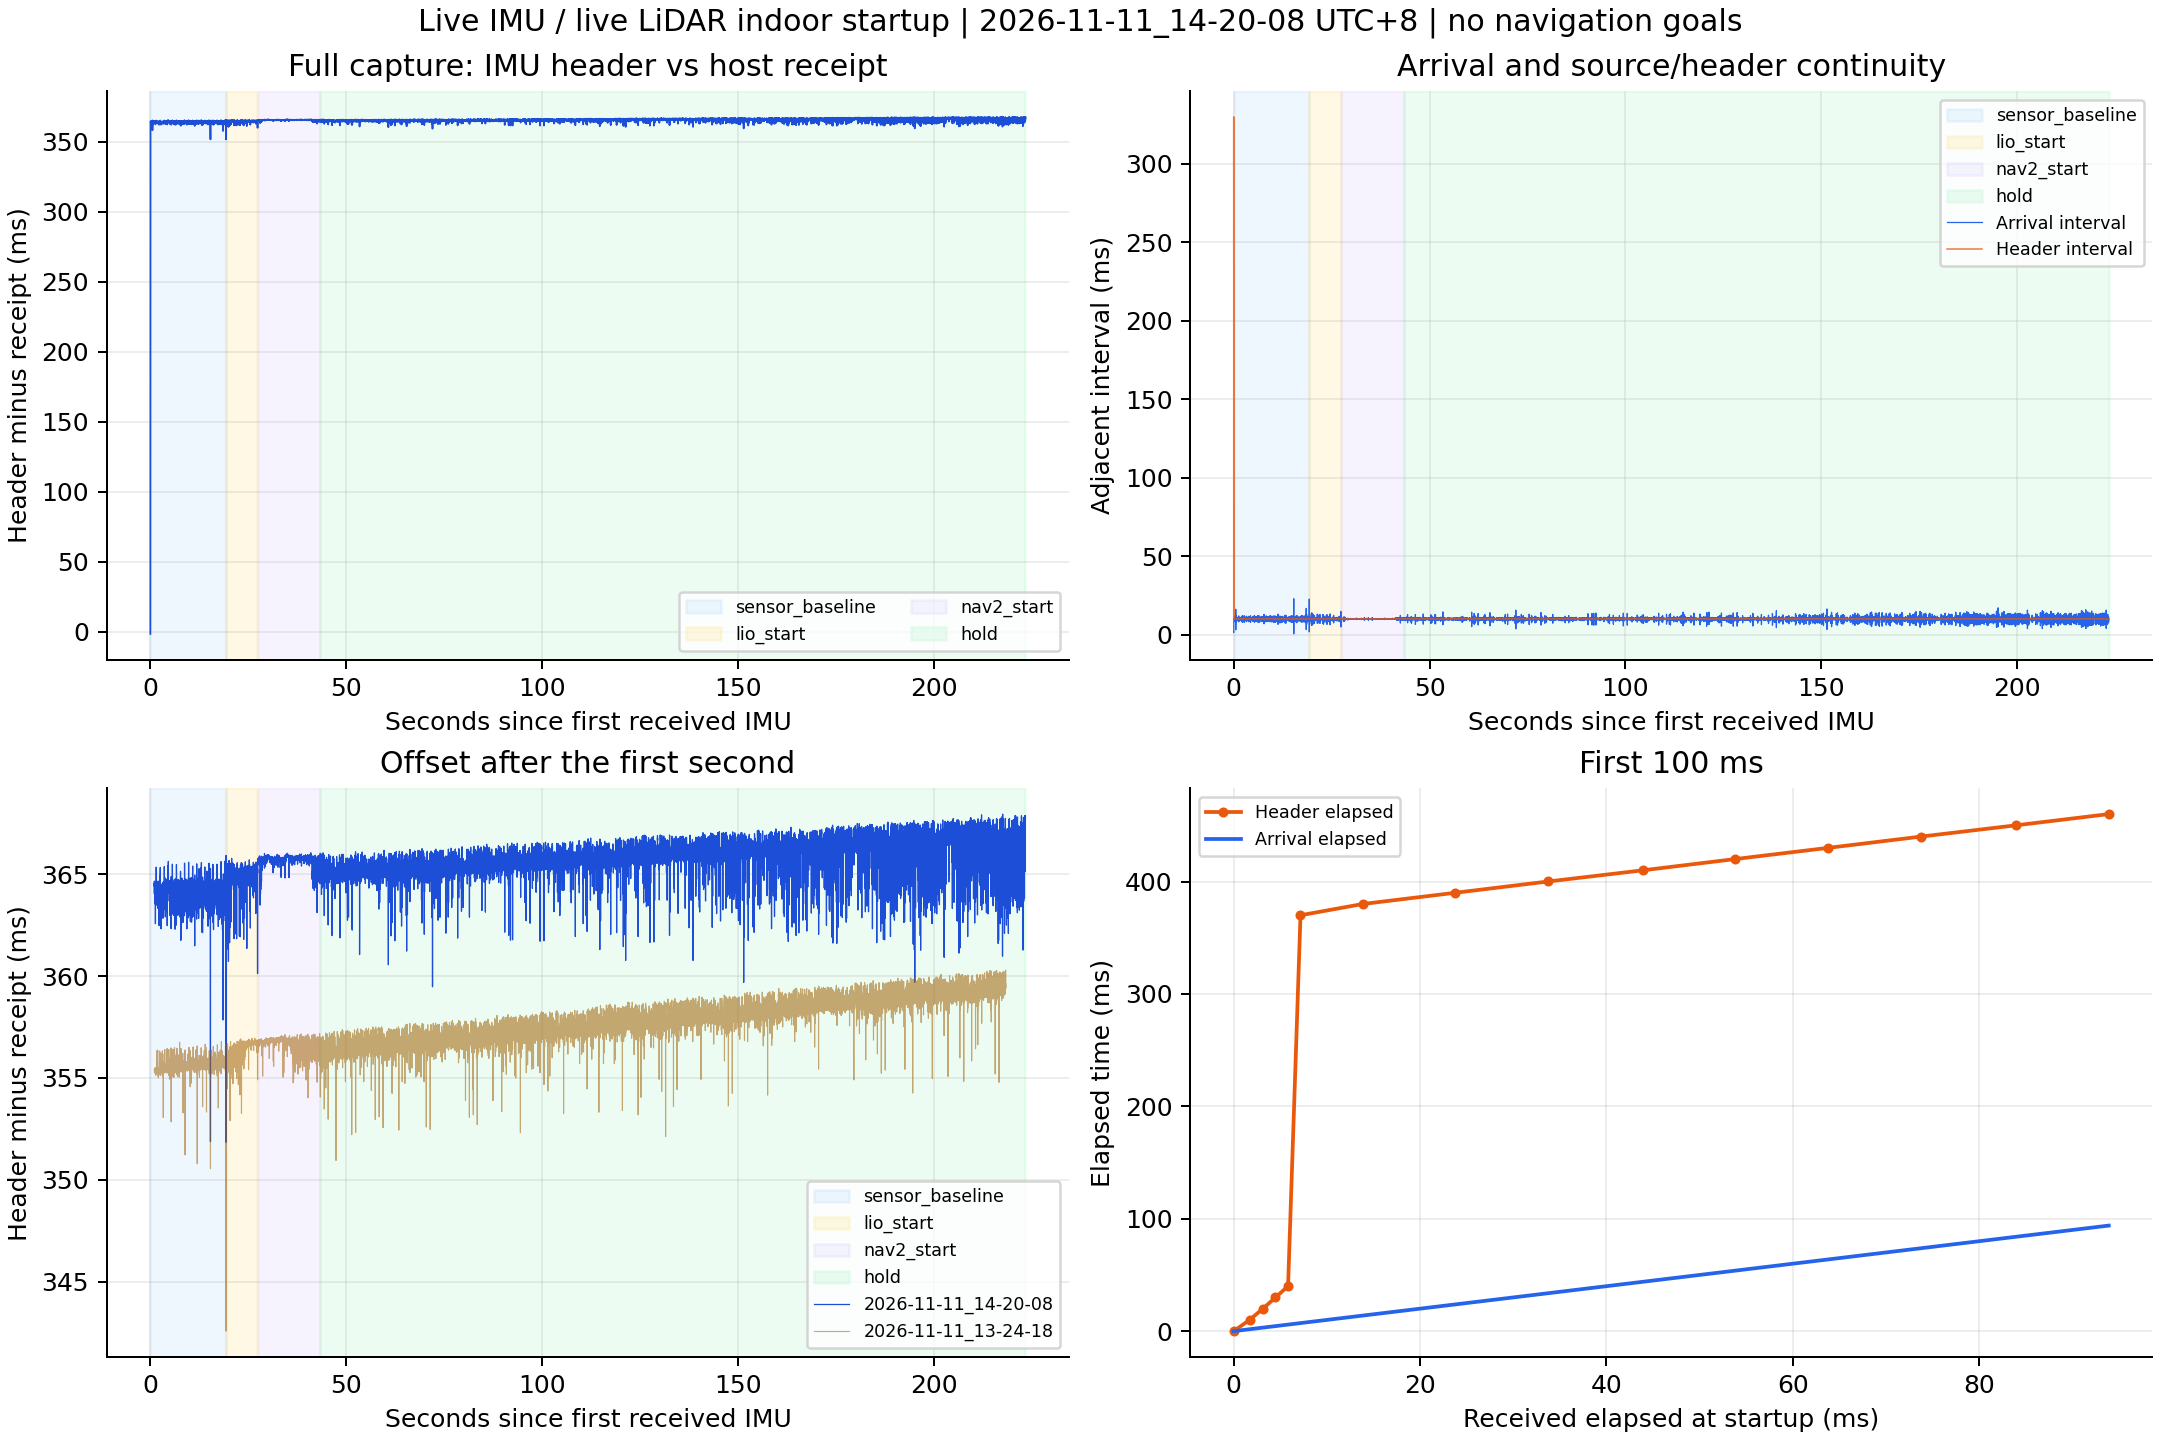 Live IMU / live LiDAR indoor startup | 2026-11-11_14-20-08 UTC+8 | no navigation goals
Full capture: IMU header vs host receipt
Header minus receipt (ms)
350
300
250
200
150
100
50
0
sensor_baseline
lio_start
nav2_start
hold
0
50
100
150
200
Seconds since first received IMU
Arrival and source/header continuity
Adjacent interval (ms)
300
250
200
150
100
50
0
sensor_baseline
lio_start
nav2_start
hold
Arrival interval
Header interval
0
50
100
150
200
Seconds since first received IMU
Offset after the first second
Header minus receipt (ms)
365
360
355
350
345
sensor_baseline
lio_start
nav2_start
hold
2026-11-11_14-20-08
2026-11-11_13-24-18
0
50
100
150
200
Seconds since first received IMU
First 100 ms
Elapsed time (ms)
400
300
200
100
0
Header elapsed
Arrival elapsed
0
20
40
60
80
Received elapsed at startup (ms)